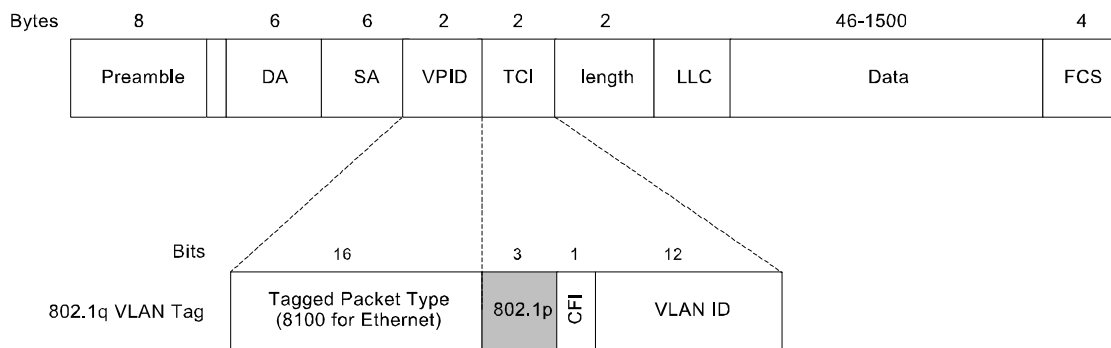 Bytes 8 6 6 2 2 2 46-1500 4
Preamble DA SA VPID TCI length LLC Data FCS
Bits 16 3 1 12
802.1q VLAN Tag
Tagged Packet Type
(8100 for Ethernet)
802.1p
CFI
VLAN ID